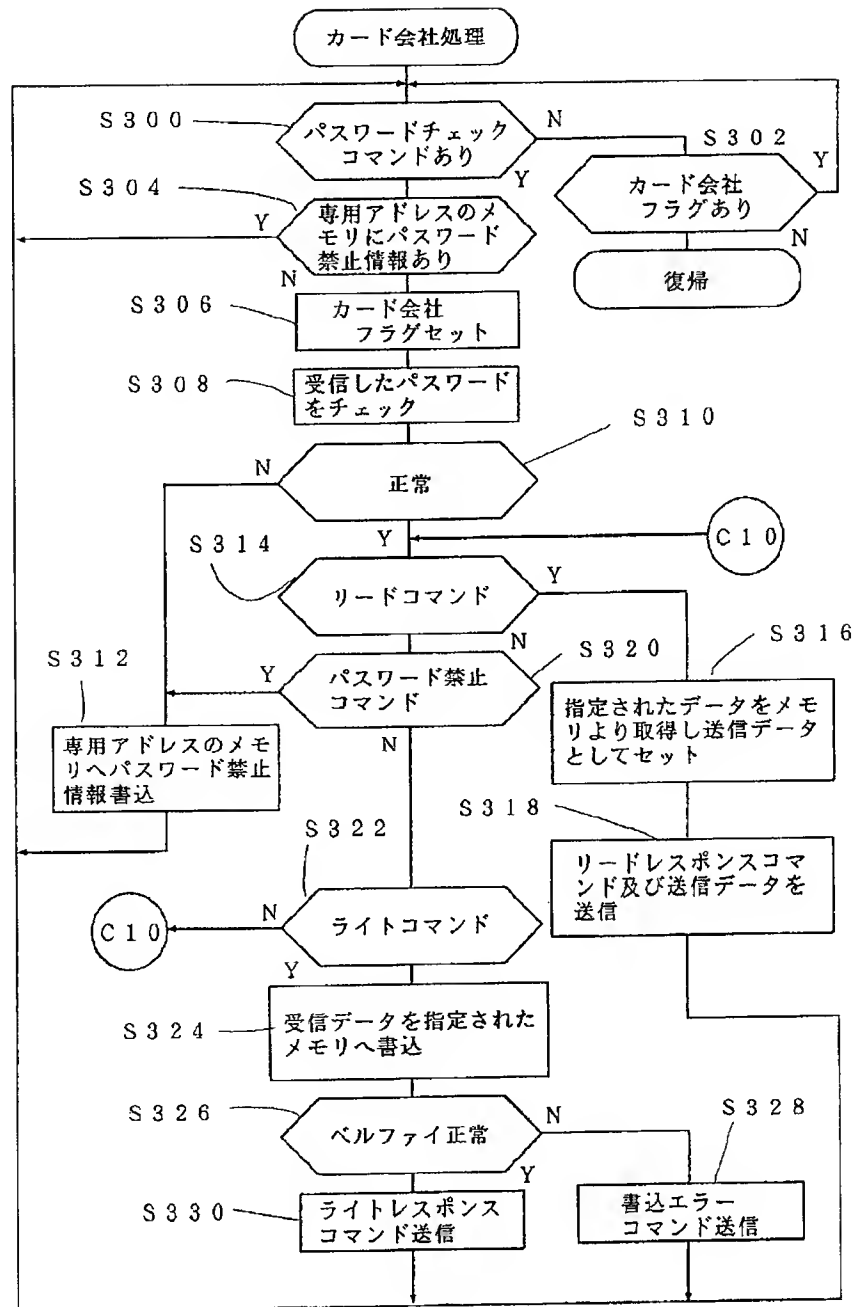 カード会社処理
S300
パスワードチェック
コマンドあり
N
S302
Y
カード会社
フラグあり
N
復帰
Y
S304
専用アドレスのメ
モリにパスワード
禁止情報あり
Y
N
S306
カード会社
フラグセット
S308
受信したパスワード
をチェック
S310
正常
N
Y
C10
S314
リードコマンド
Y
N
S316
指定されたデータをメモ
リより取得し送信データ
としてセット
S318
リードレスポンスコマ
ンド及び送信データを
送信
S320
パスワード禁止
コマンド
Y
N
S312
専用アドレスのメモ
リへパスワード禁止
情報書込
S322
ライトコマンド
N
C10
Y
S324
受信データを指定された
メモリへ書込
S326
ベルファイ正常
N
Y
S328
書込エラー
コマンド送信
S330
ライトレスポンス
コマンド送信